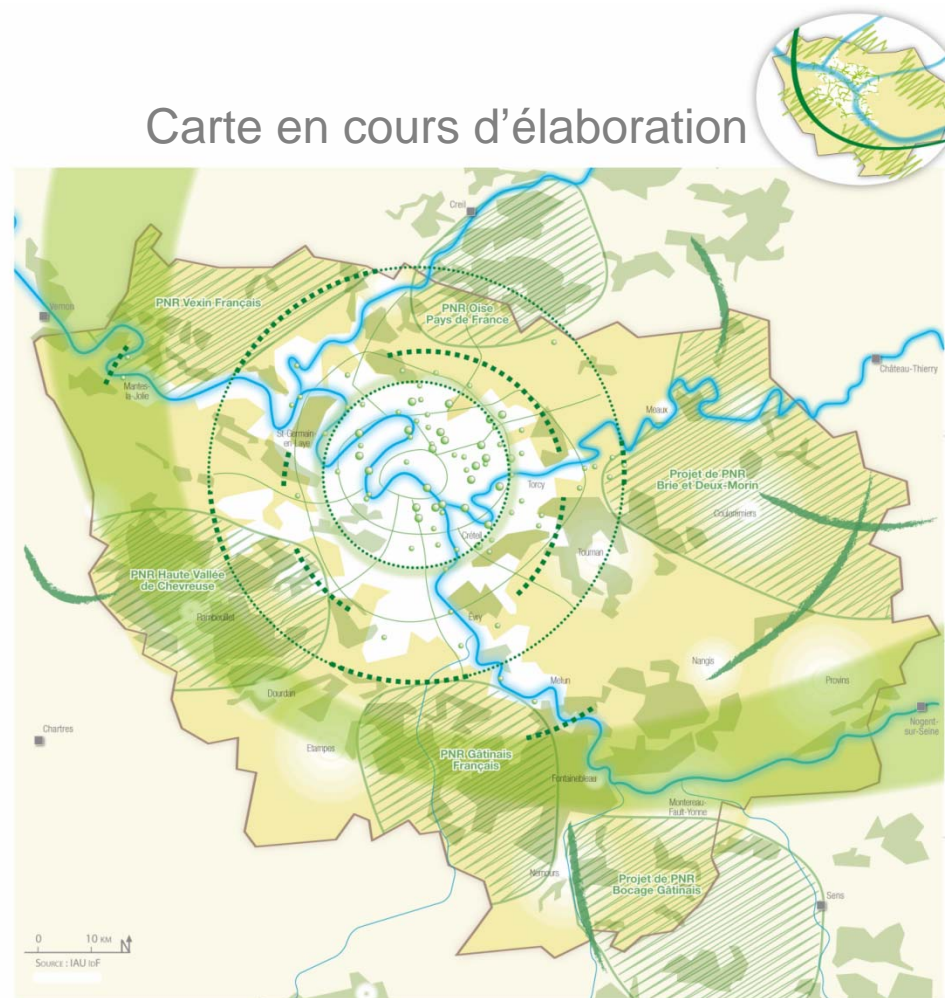 Carte en cours d'élaboration
Creil
PNR Vexin Français
PNR Oise
Pays de France
Vernon
Château-Thierry
Mantes-
la-Jolie
Meaux
St-Germain-
en-Laye
Projet de PNR
Brie et Deux-Morin
Torcy
Coulommiers
Créteil
Tournan
PNR Haute Vallée
de Chevreuse
Rambouillet
Evry
Nangis
Melun
Provins
Dourdan
Nogent-
sur-Seine
Chartres
Etampes
PNR Gâtinais
Français
Fontainebleau
Montereau-
Fault-Yonne
Nemours
Projet de PNR
Bocage Gâtinais
Sens
0 10 KM N
SOURCE : IAU IDF